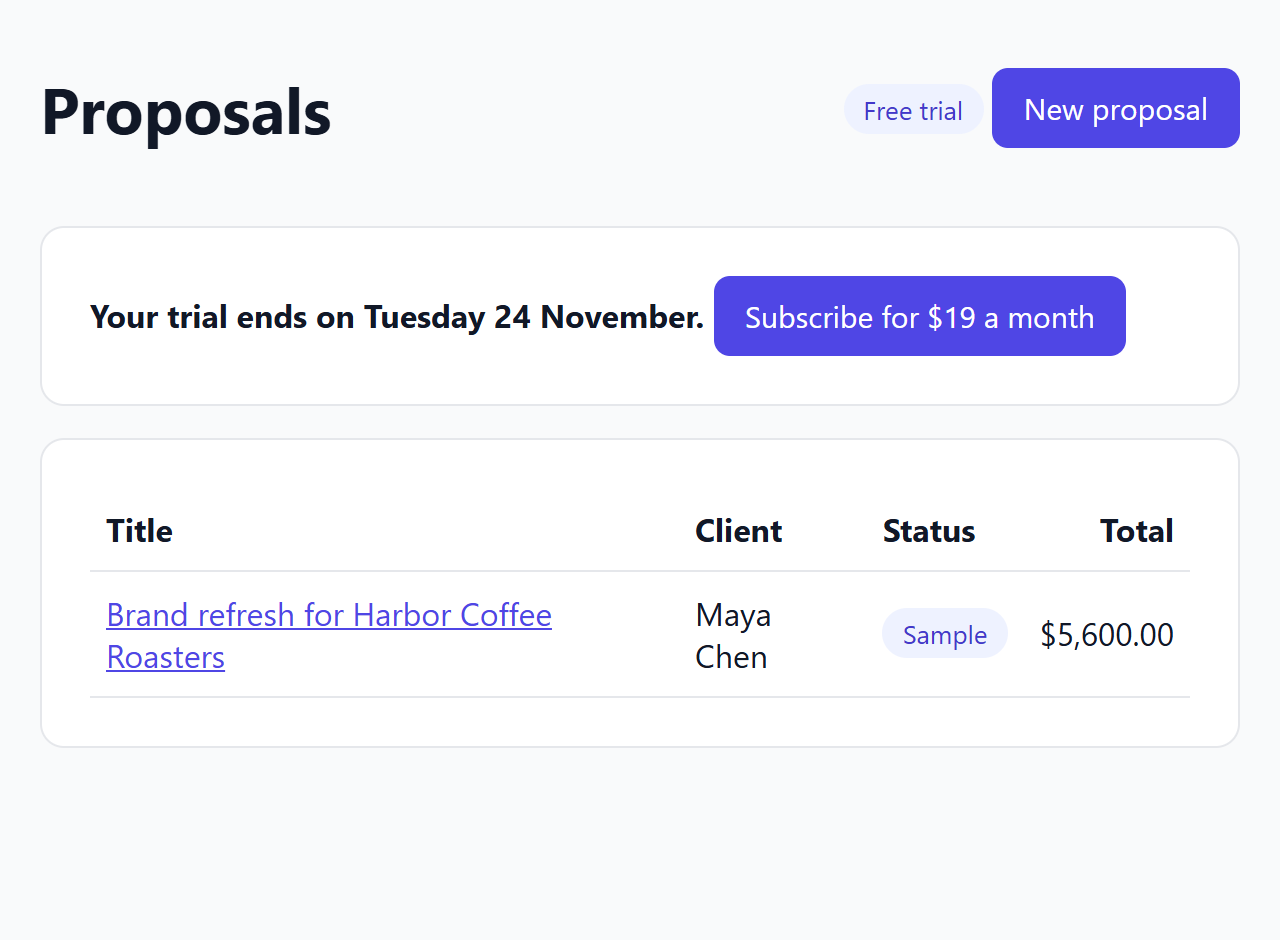 Proposals
Free trial
New proposal
Your trial ends on Tuesday 24 November.
Subscribe for $19 a month
Title Client Status Total
Brand refresh for Harbor Coffee
Roasters
Maya
Chen
Sample
$5,600.00